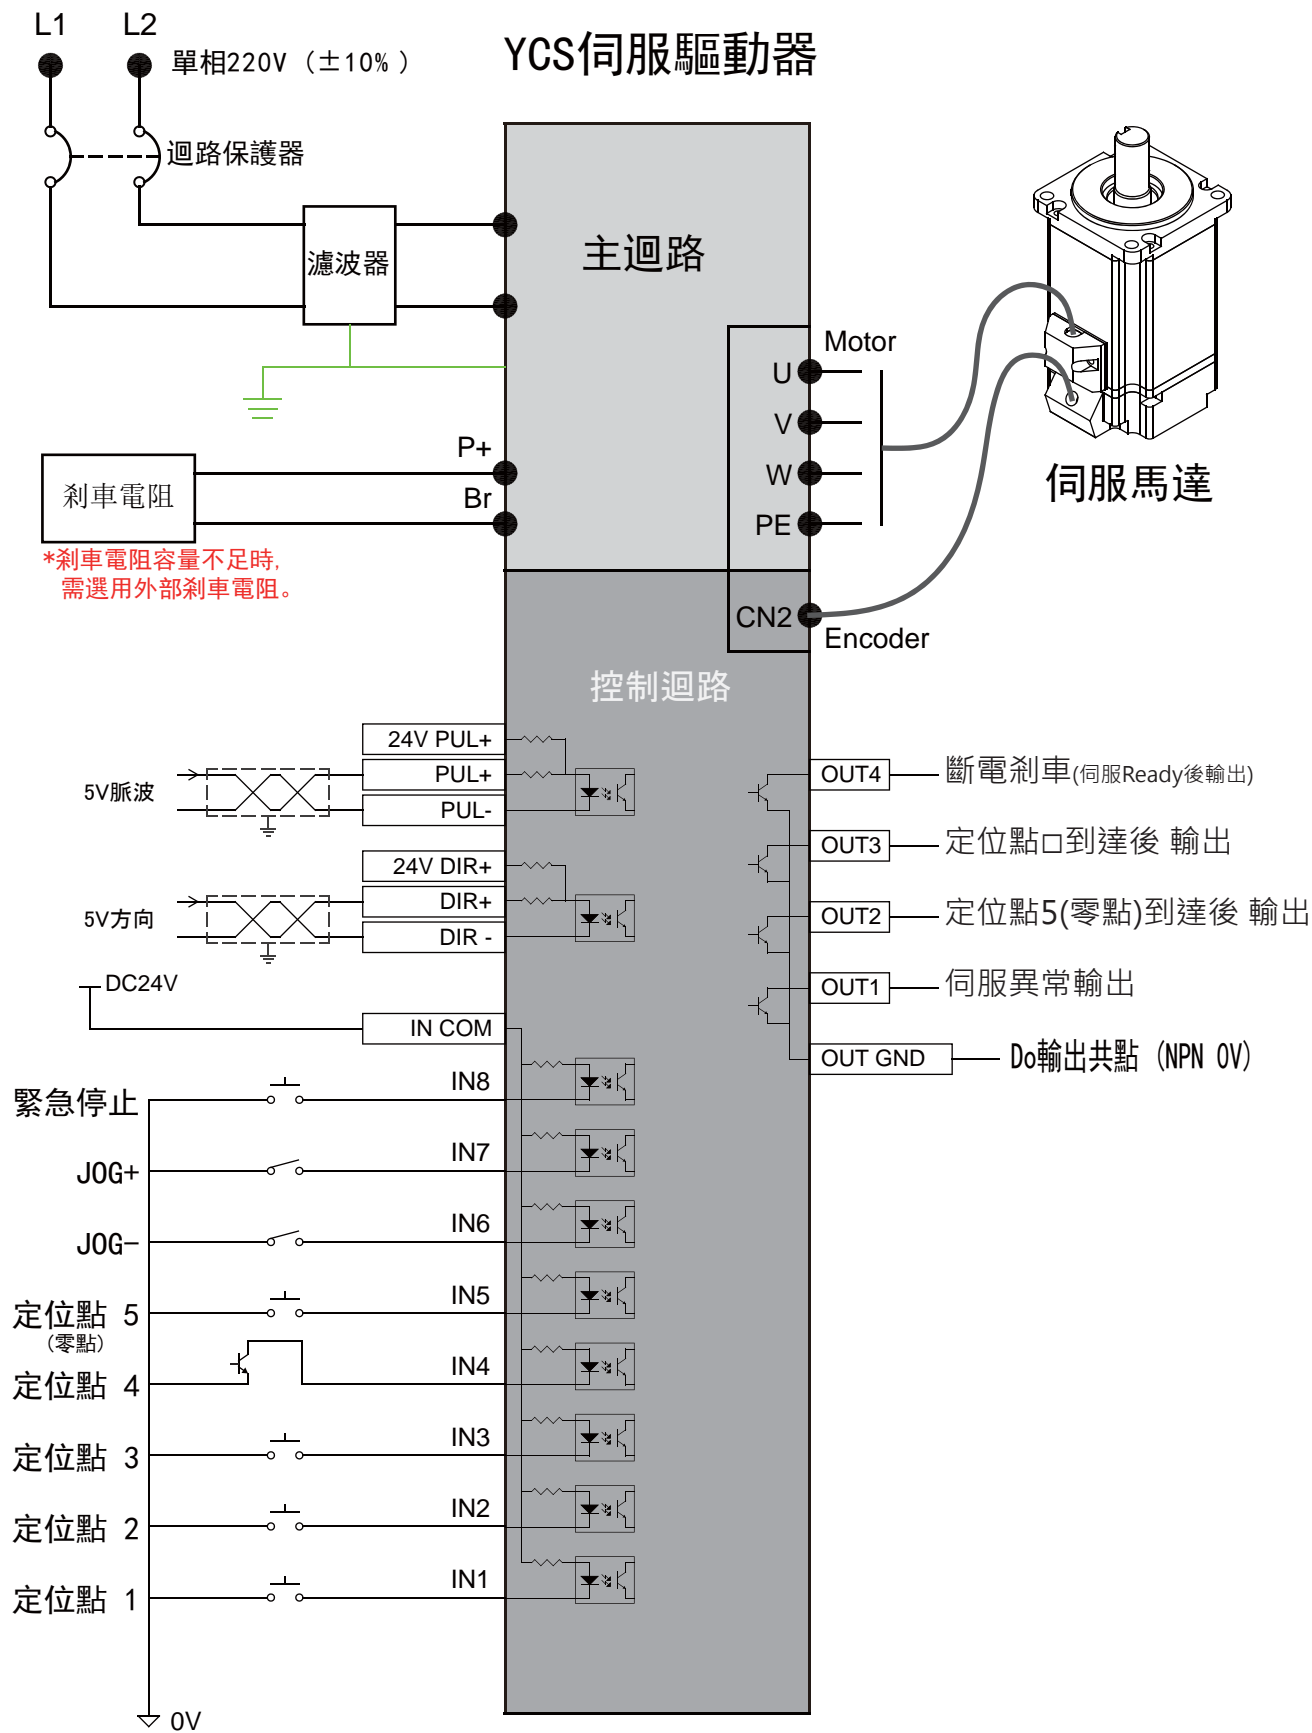 L1 L2
單相220V（±10%）
YCS伺服驅動器
迴路保護器
濾波器
主迴路
Motor
U
V
W
PE
伺服馬達
P+
Br
剎車電阻
*剎車電阻容量不足時,
需選用外部剎車電阻。
CN2
Encoder
控制迴路
24V PUL+
PUL+
PUL-
5V脈波
24V DIR+
DIR+
DIR -
5V方向
DC24V
IN COM
OUT4 斷電剎車(伺服Ready後輸出)
OUT3 定位點□到達後 輸出
OUT2 定位點5(零點)到達後 輸出
OUT1 伺服異常輸出
OUT GND Do輸出共點 (NPN 0V)
緊急停止 IN8
JOG+ IN7
JOG- IN6
定位點 5 IN5
(零點)
定位點 4 IN4
定位點 3 IN3
定位點 2 IN2
定位點 1 IN1
0V